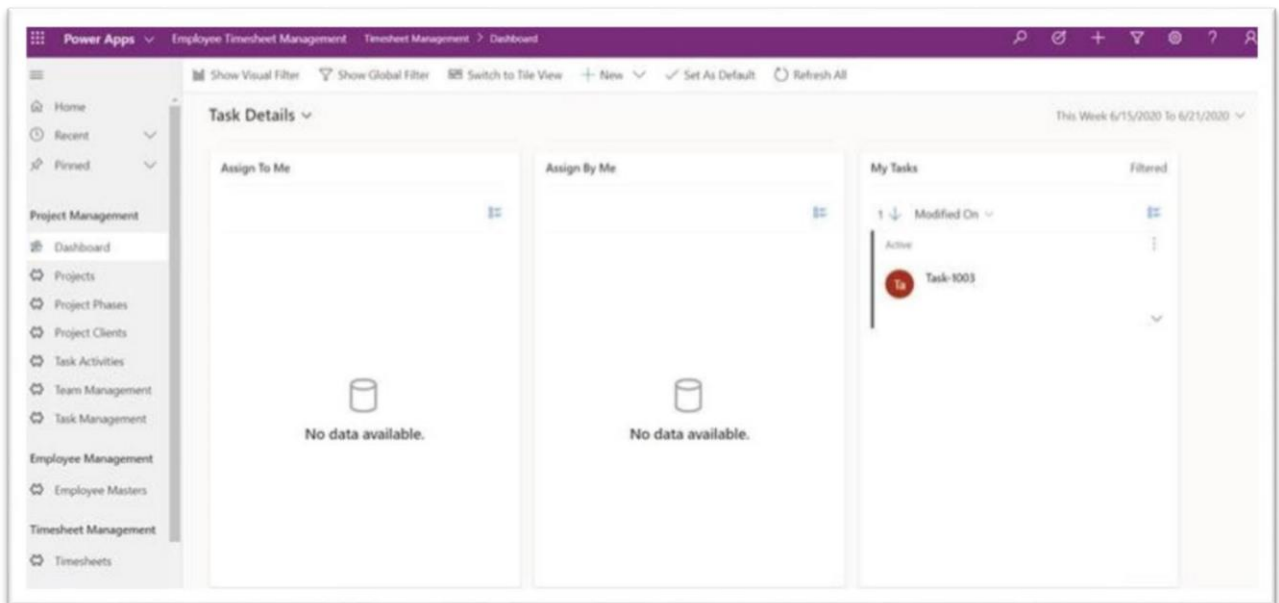 Power Apps Employee Timesheet Management Timesheet Management > Dashboard
Show Visual Filter Show Global Filter Switch to Tile View New Set As Default Refresh All
Home
Recent
Pinned
Project Management
Dashboard
Projects
Project Phases
Project Clients
Task Activities
Team Management
Task Management
Employee Management
Employee Masters
Timesheet Management
Timesheets
Task Details
This Week 6/15/2020 To 6/21/2020
Assign To Me
No data available.
Assign By Me
No data available.
My Tasks Filtered
1 Modified On
Active
Ta Task-1003